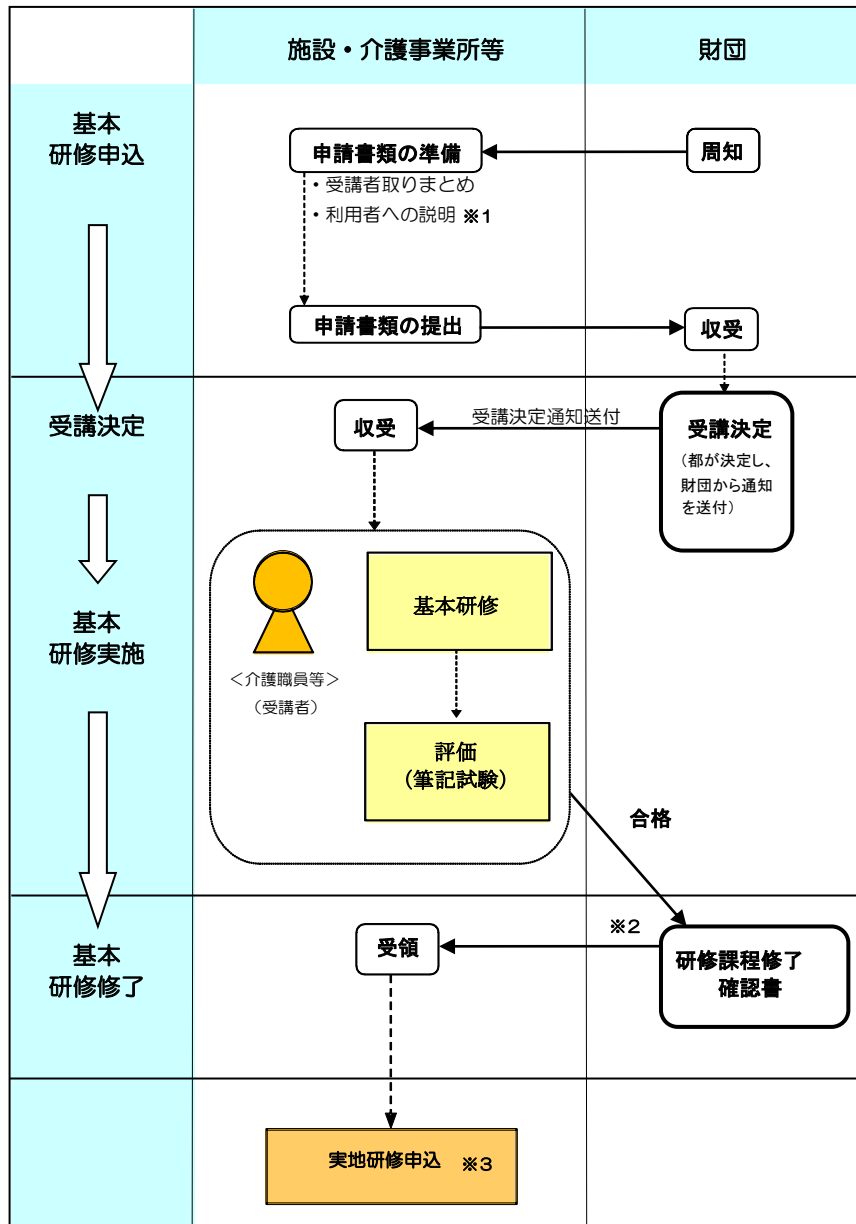 施設・介護事業所等
財団
基本
研修申込
申請書類の準備
周知
・受講者取りまとめ
・利用者への説明 ※1
申請書類の提出
収受
受講決定
収受
受講決定通知送付
受講決定
（都が決定し、
財団から通知
を送付）
基本
研修実施
基本研修
＜介護職員等＞
（受講者）
評価
（筆記試験）
合格
基本
研修修了
受領
※2
研修課程修了
確認書
実地研修申込 ※3